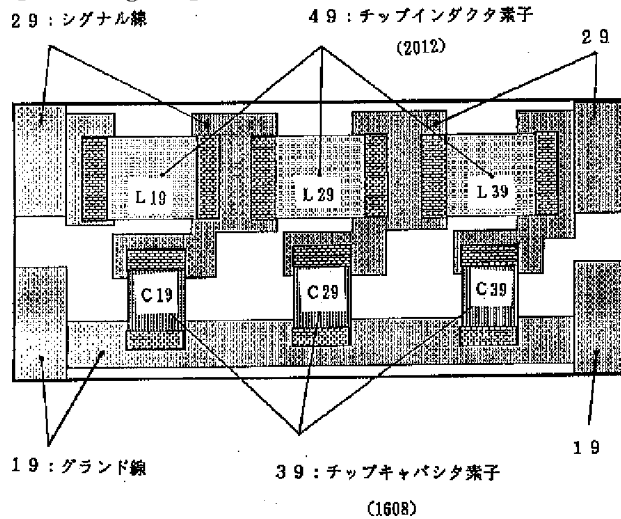 29：シグナル線
49：チップインダクタ素子
(2012)
29
L19
L29
L39
C19
C29
C39
19：グランド線
39：チップキャパシタ素子
(1608)
19